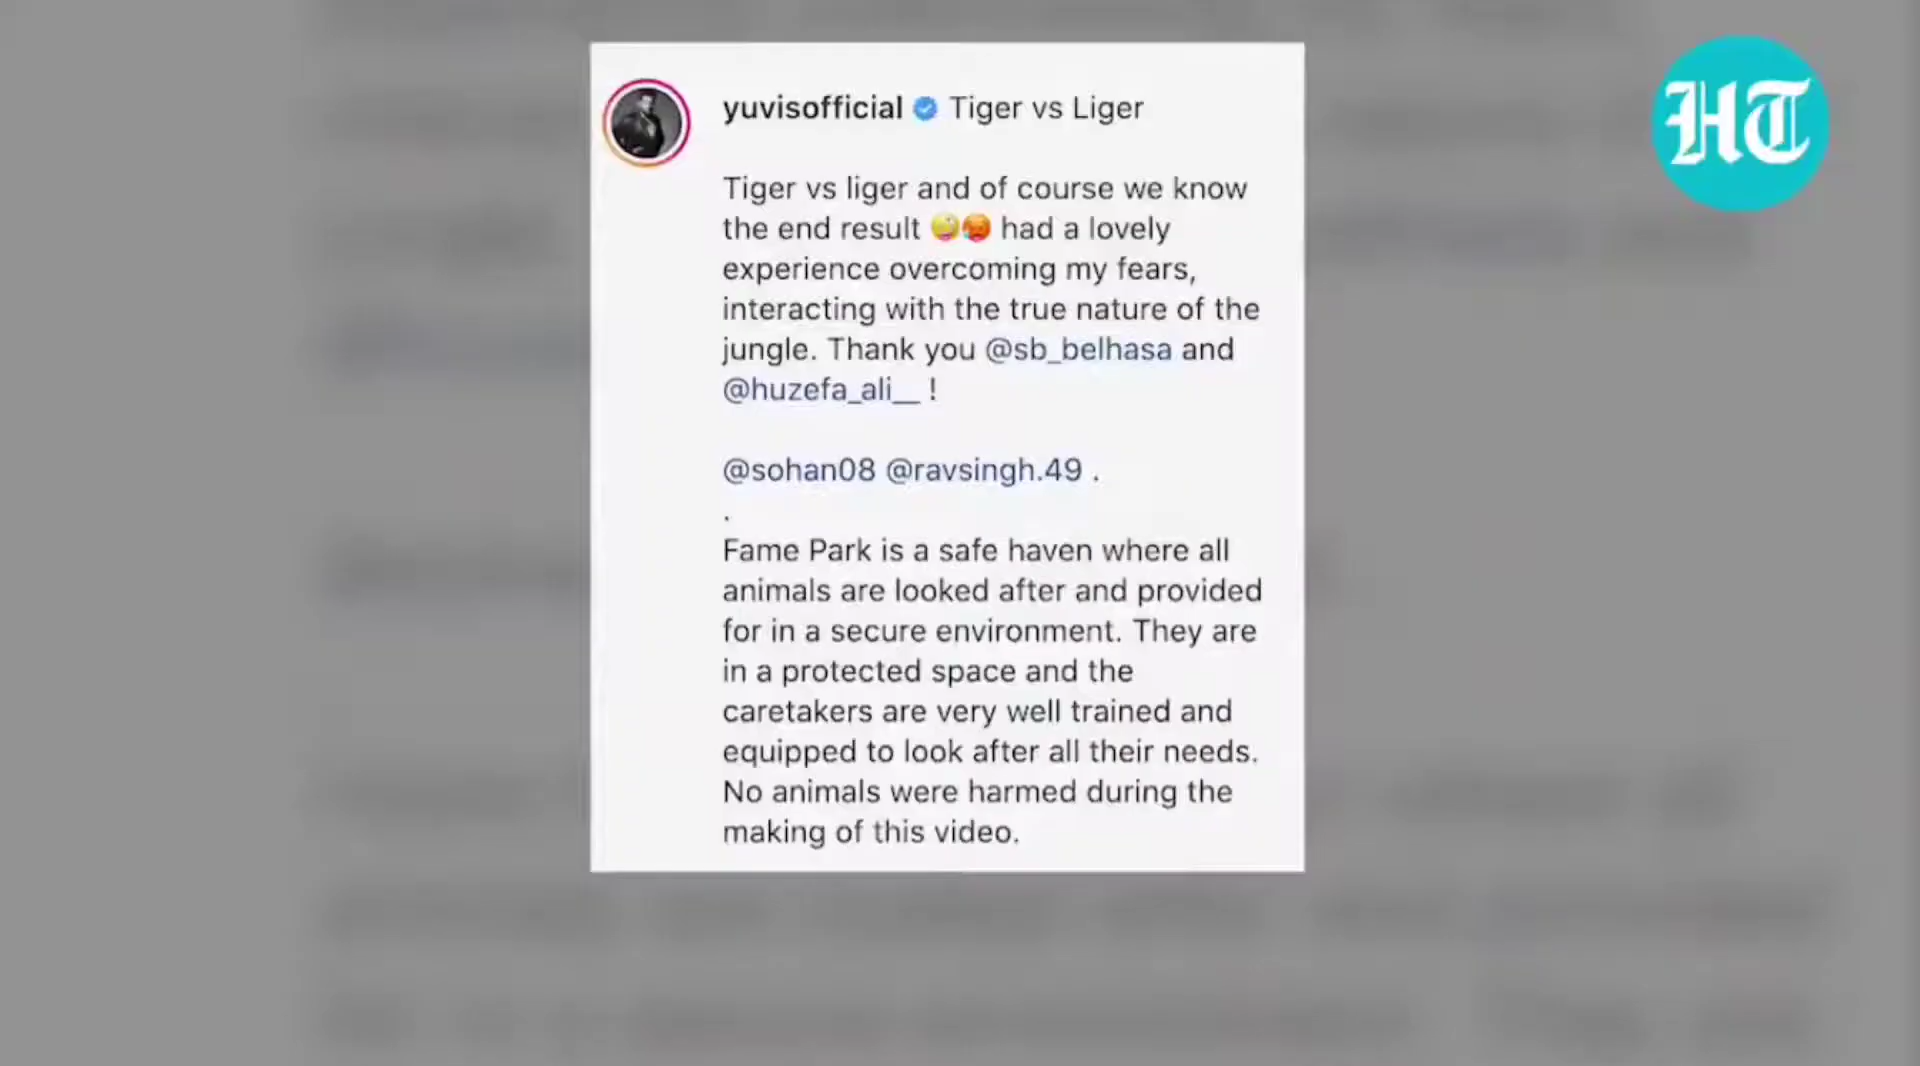 yuvisofficial Tiger vs Liger
HT
Tiger vs liger and of course we know
the end result 🤪🥵 had a lovely
experience overcoming my fears,
interacting with the true nature of the
jungle. Thank you @sb_belhasa and
@huzefa_ali__ !
@sohan08 @ravsingh.49 .
.
Fame Park is a safe haven where all
animals are looked after and provided
for in a secure environment. They are
in a protected space and the
caretakers are very well trained and
equipped to look after all their needs.
No animals were harmed during the
making of this video.